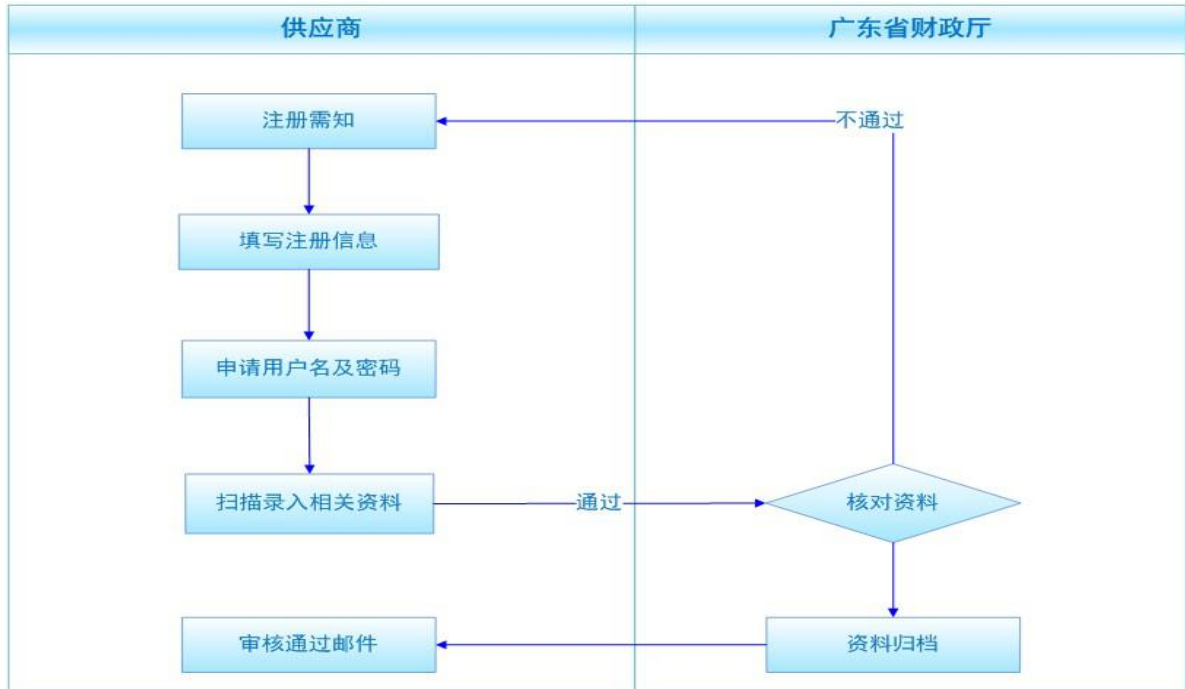 供应商
广东省财政厅
注册需知
不通过
填写注册信息
申请用户名及密码
扫描录入相关资料
通过
核对资料
审核通过邮件
资料归档